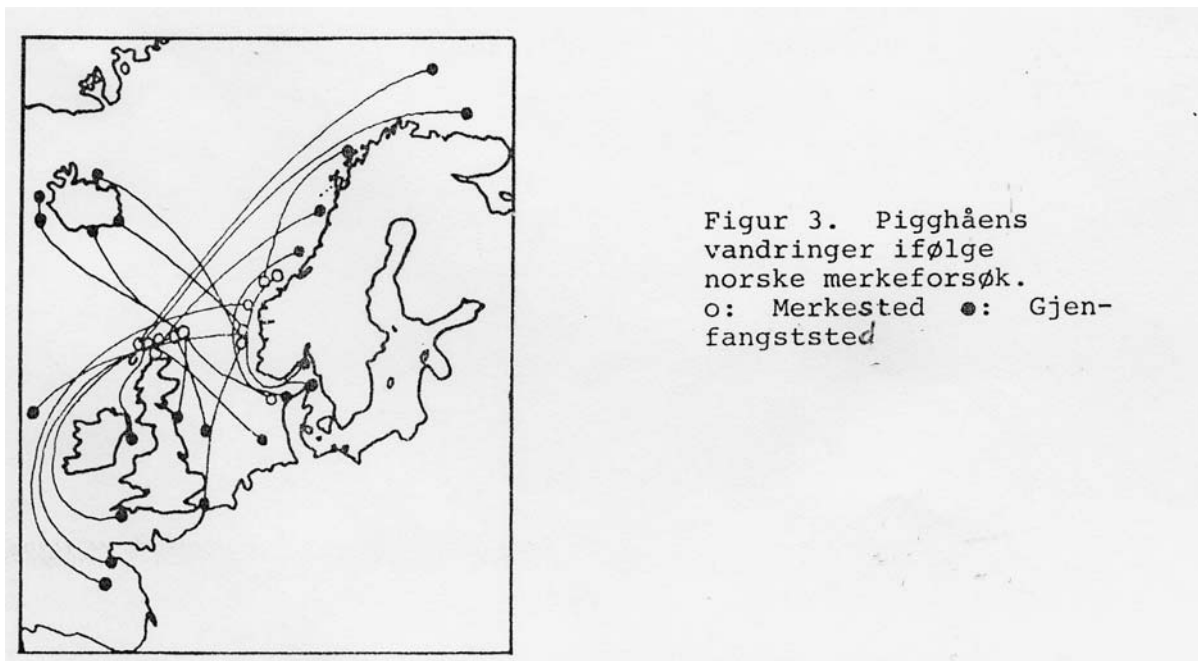 Figur 3. Pigghåens
vandringer ifølge
norske merkeforsøk.
o: Merkested ●: Gjen-
fangststed